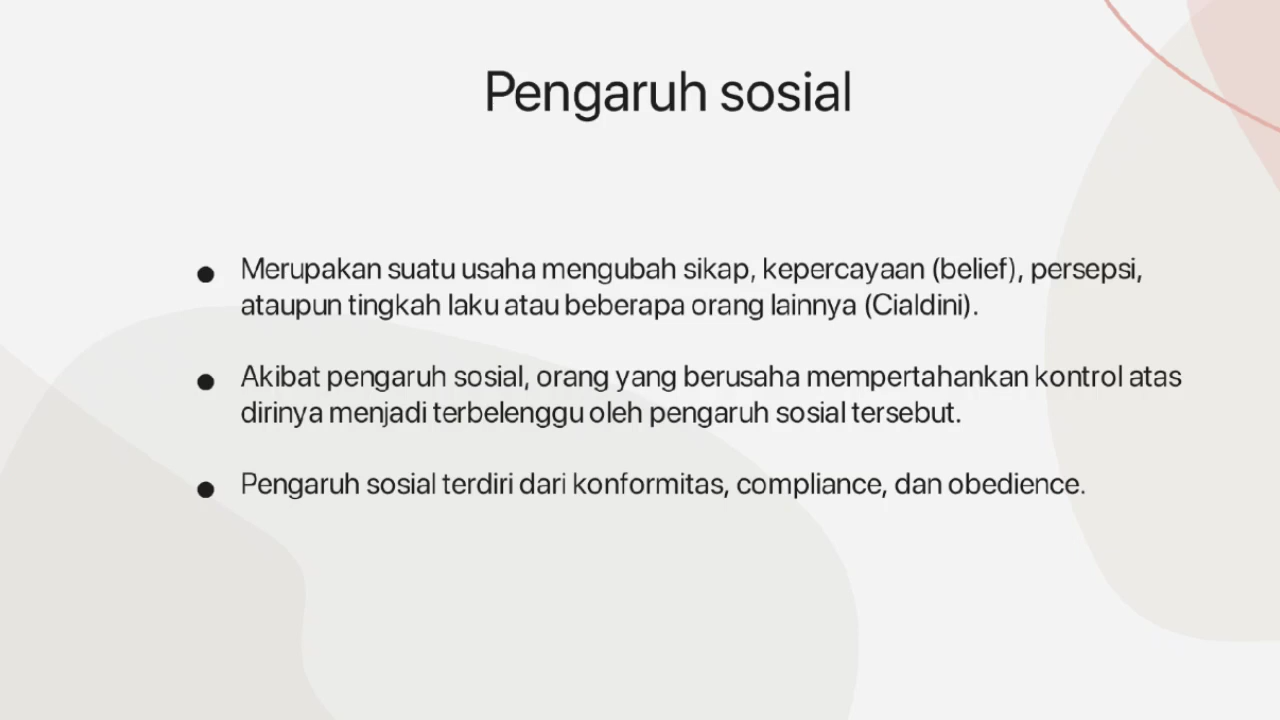 Pengaruh sosial
Merupakan suatu usaha mengubah sikap, kepercayaan (belief), persepsi,
ataupun tingkah laku atau beberapa orang lainnya (Cialdini).
Akibat pengaruh sosial, orang yang berusaha mempertahankan kontrol atas
dirinya menjadi terbelenggu oleh pengaruh sosial tersebut.
Pengaruh sosial terdiri dari konformitas, compliance, dan obedience.